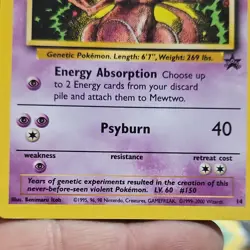 Genetic Pokémon. Length: 6'7", Weight: 269 lbs.
Energy Absorption Choose up
to 2 Energy cards from your discard
pile and attach them to Mewtwo.
Psyburn 40
weakness resistance retreat cost
Years of genetic experiments resulted in the creation of this
never-before-seen violent Pokémon. LV. 60 #150
©1995, 96, 98 Nintendo, Creatures, GAMEFREAK. ©1999-2000 Wizards.
14